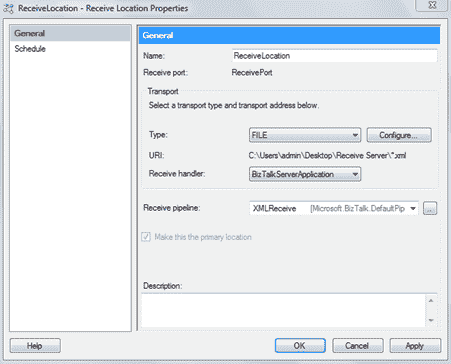 ReceiveLocation - Receive Location Properties
General
Schedule
General
Name: ReceiveLocation
Receive port: ReceivePort
Transport
Select a transport type and transport address below.
Type: FILE Configure...
URI: C:\Users\admin\Desktop\Receive Server\*.xml
Receive handler: BizTalkServerApplication
Receive pipeline: XMLReceive [Microsoft.BizTalk.DefaultPip ...
Make this the primary location
Description:
Help OK Cancel Apply